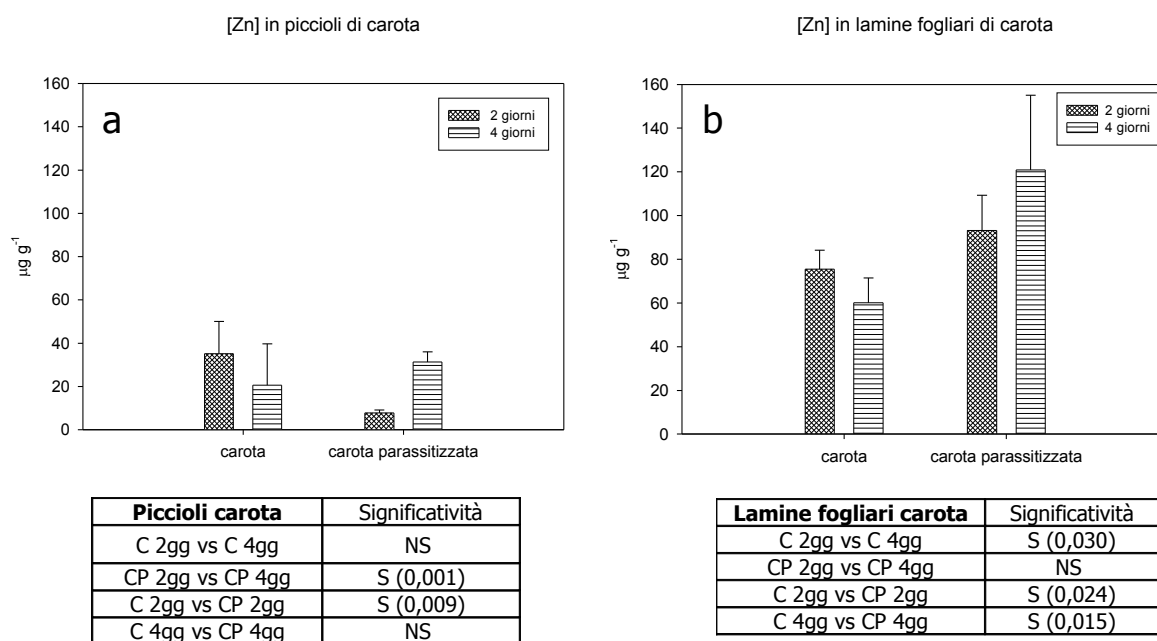 [Zn] in piccioli di carota
160
140
120
100
80
60
40
20
0
µg g-1
a
2 giorni
4 giorni
carota
carota parassitizzata
Piccioli carota Significatività
C 2gg vs C 4gg NS
CP 2gg vs CP 4gg S (0,001)
C 2gg vs CP 2gg S (0,009)
C 4gg vs CP 4gg NS
[Zn] in lamine fogliari di carota
160
140
120
100
80
60
40
20
0
µg g-1
b
2 giorni
4 giorni
carota
carota parassitizzata
Lamine fogliari carota Significatività
C 2gg vs C 4gg S (0,030)
CP 2gg vs CP 4gg NS
C 2gg vs CP 2gg S (0,024)
C 4gg vs CP 4gg S (0,015)